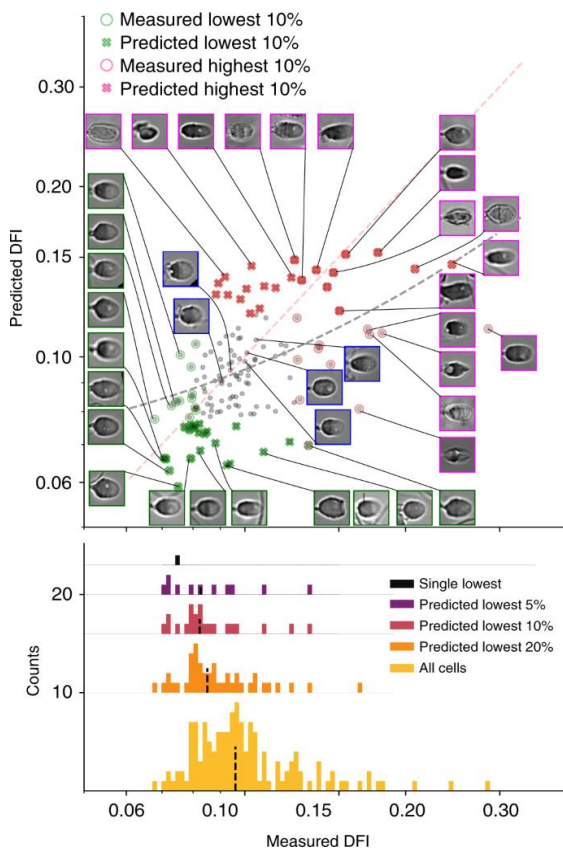 Measured lowest 10%
Predicted lowest 10%
Measured highest 10%
Predicted highest 10%
0.30
0.20
0.15
0.10
0.06
Predicted DFI
Single lowest
Predicted lowest 5%
Predicted lowest 10%
Predicted lowest 20%
All cells
20
10
Counts
0.06
0.10
0.15
0.20
0.30
Measured DFI